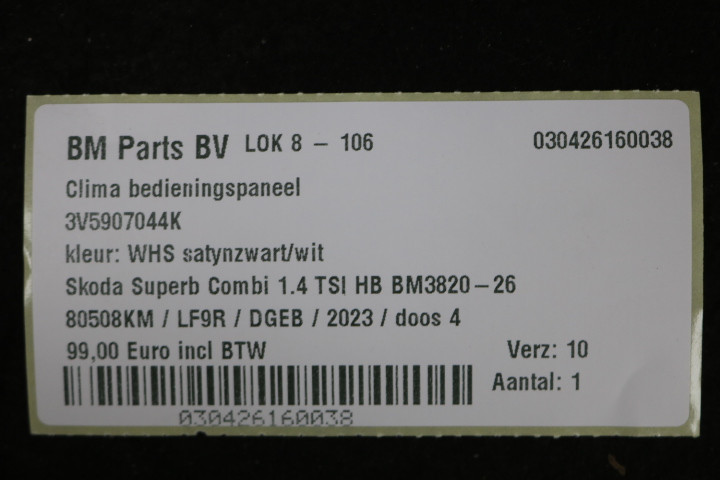 BM Parts BV LOK 8 - 106 030426160038
Clima bedieningspaneel
3V5907044K
kleur: WHS satynzwart/wit
Skoda Superb Combi 1.4 TSI HB BM3820-26
80508KM / LF9R / DGEB / 2023 / doos 4
99,00 Euro incl BTW Verz: 10
Aantal: 1
030426160038